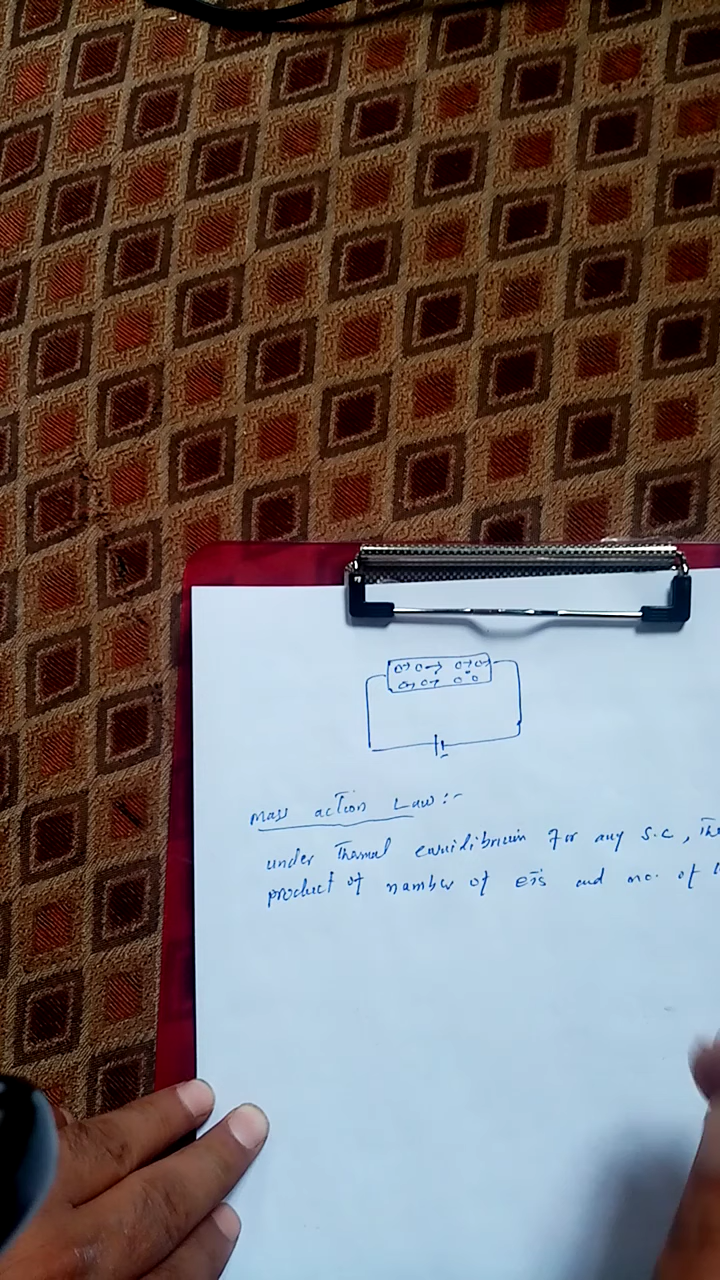 Mass action Law :-
under Thermal equilibrium for any S.C, The
product of number of e⁻s and no. of